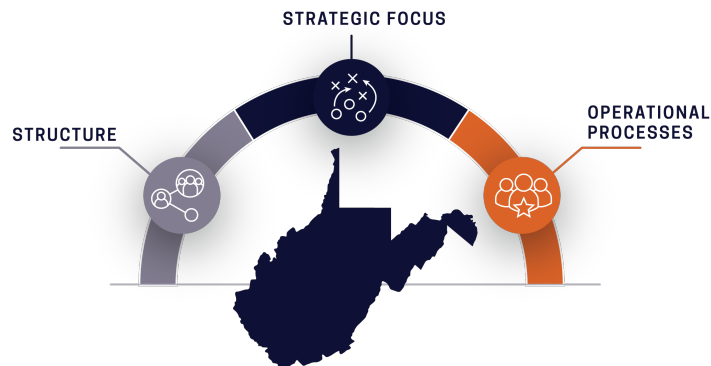 STRATEGIC FOCUS
STRUCTURE
OPERATIONAL
PROCESSES